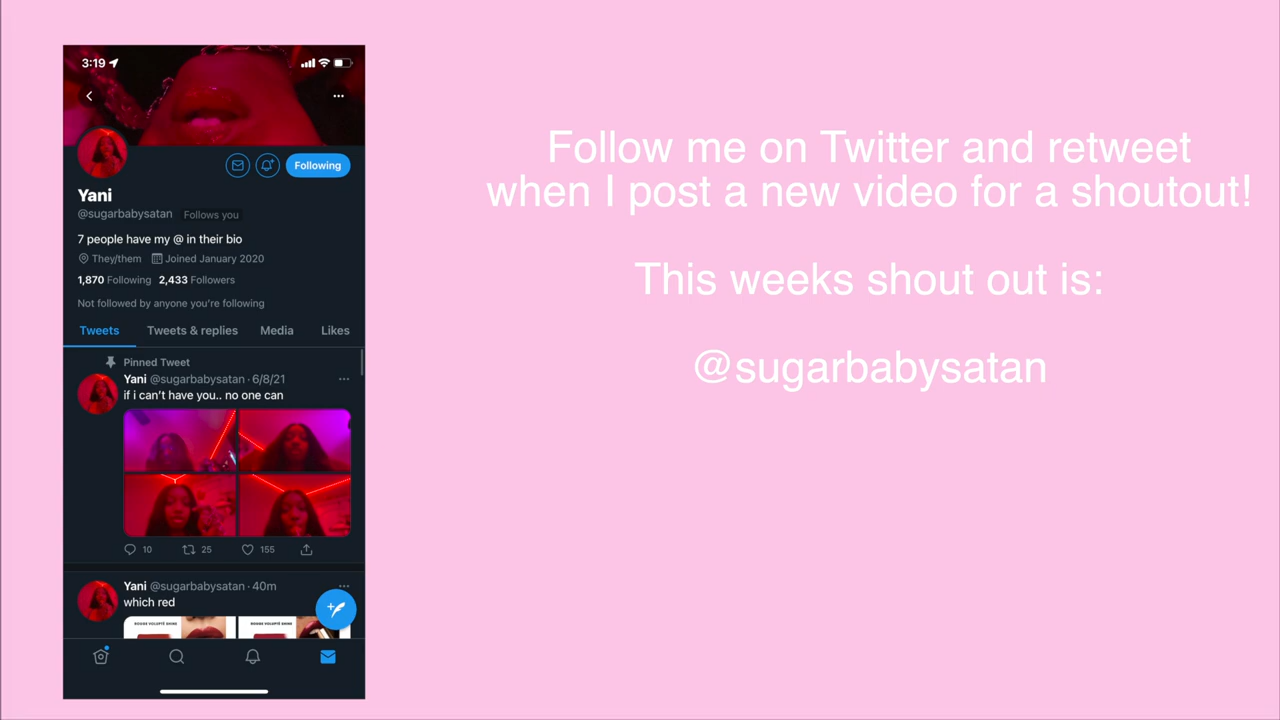 3:19
Following
Yani
@sugarbabysatan Follows you
7 people have my @ in their bio
They/them Joined January 2020
1,870 Following 2,433 Followers
Not followed by anyone you're following
Tweets Tweets & replies Media Likes
Pinned Tweet
Yani @sugarbabysatan · 6/8/21
if i can't have you.. no one can
10 25 155
Yani @sugarbabysatan · 40m
which red
ROUGE VOLUPTÉ SHINE ROUGE VOLUPTÉ SHINE
Follow me on Twitter and retweet
when I post a new video for a shoutout!
This weeks shout out is:
@sugarbabysatan